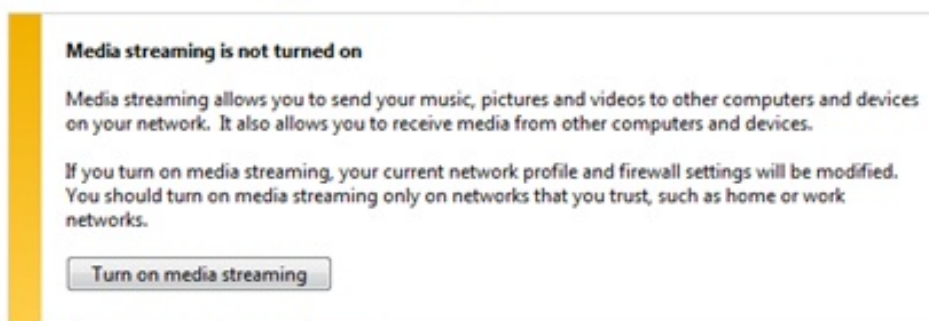 Media streaming is not turned on
Media streaming allows you to send your music, pictures and videos to other computers and devices
on your network. It also allows you to receive media from other computers and devices.
If you turn on media streaming, your current network profile and firewall settings will be modified.
You should turn on media streaming only on networks that you trust, such as home or work
networks.
Turn on media streaming